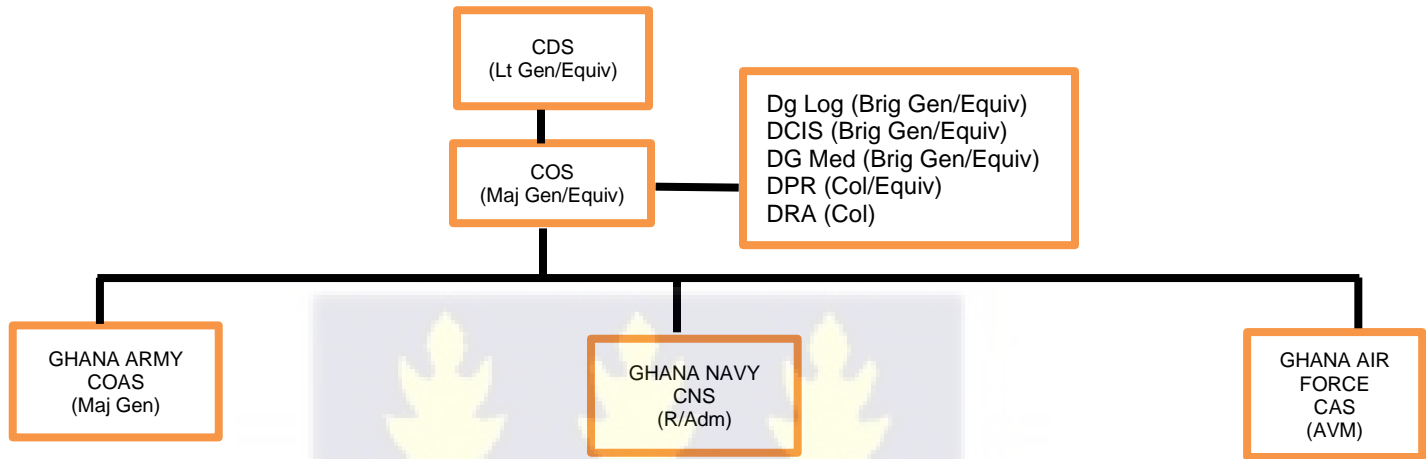 CDS
(Lt Gen/Equiv)
COS
(Maj Gen/Equiv)
Dg Log (Brig Gen/Equiv)
DCIS (Brig Gen/Equiv)
DG Med (Brig Gen/Equiv)
DPR (Col/Equiv)
DRA (Col)
GHANA ARMY
COAS
(Maj Gen)
GHANA NAVY
CNS
(R/Adm)
GHANA AIR
FORCE
CAS
(AVM)